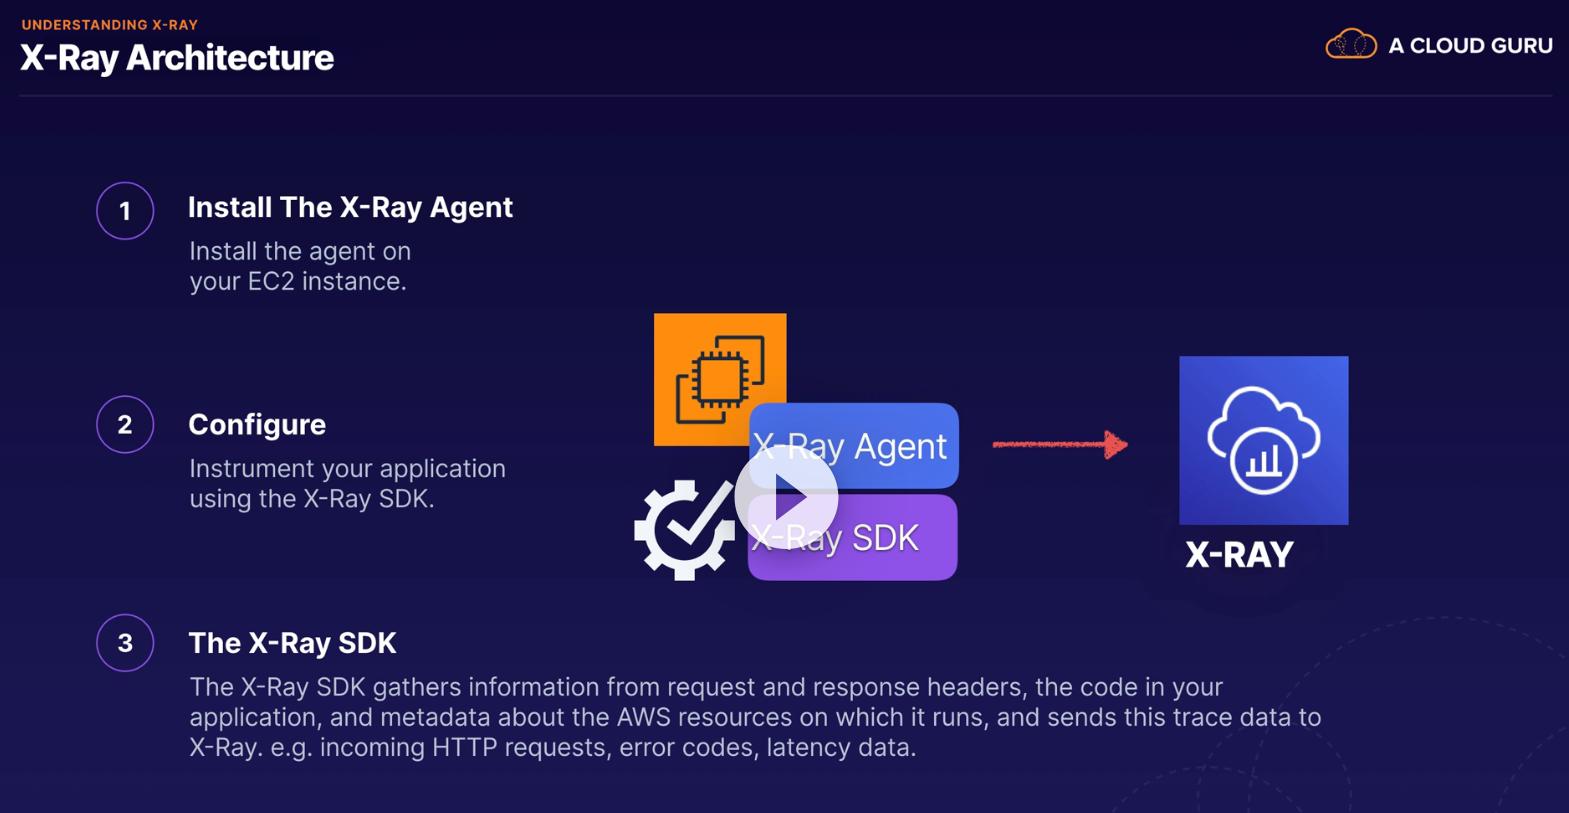 UNDERSTANDING X-RAY
X-Ray Architecture
A CLOUD GURU
1
Install The X-Ray Agent
Install the agent on
your EC2 instance.
2
Configure
Instrument your application
using the X-Ray SDK.
X-Ray Agent
X-Ray SDK
X-RAY
3
The X-Ray SDK
The X-Ray SDK gathers information from request and response headers, the code in your
application, and metadata about the AWS resources on which it runs, and sends this trace data to
X-Ray. e.g. incoming HTTP requests, error codes, latency data.